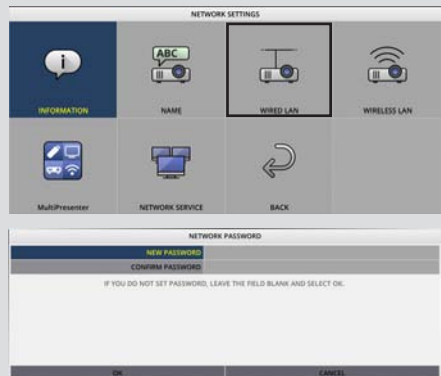 NETWORK SETTINGS
ABC
INFORMATION
NAME
WIRED LAN
WIRELESS LAN
MultiPresenter
NETWORK SERVICE
BACK
NETWORK PASSWORD
NEW PASSWORD
CONFIRM PASSWORD
IF YOU DO NOT SET PASSWORD, LEAVE THE FIELD BLANK AND SELECT OK.
OK
CANCEL